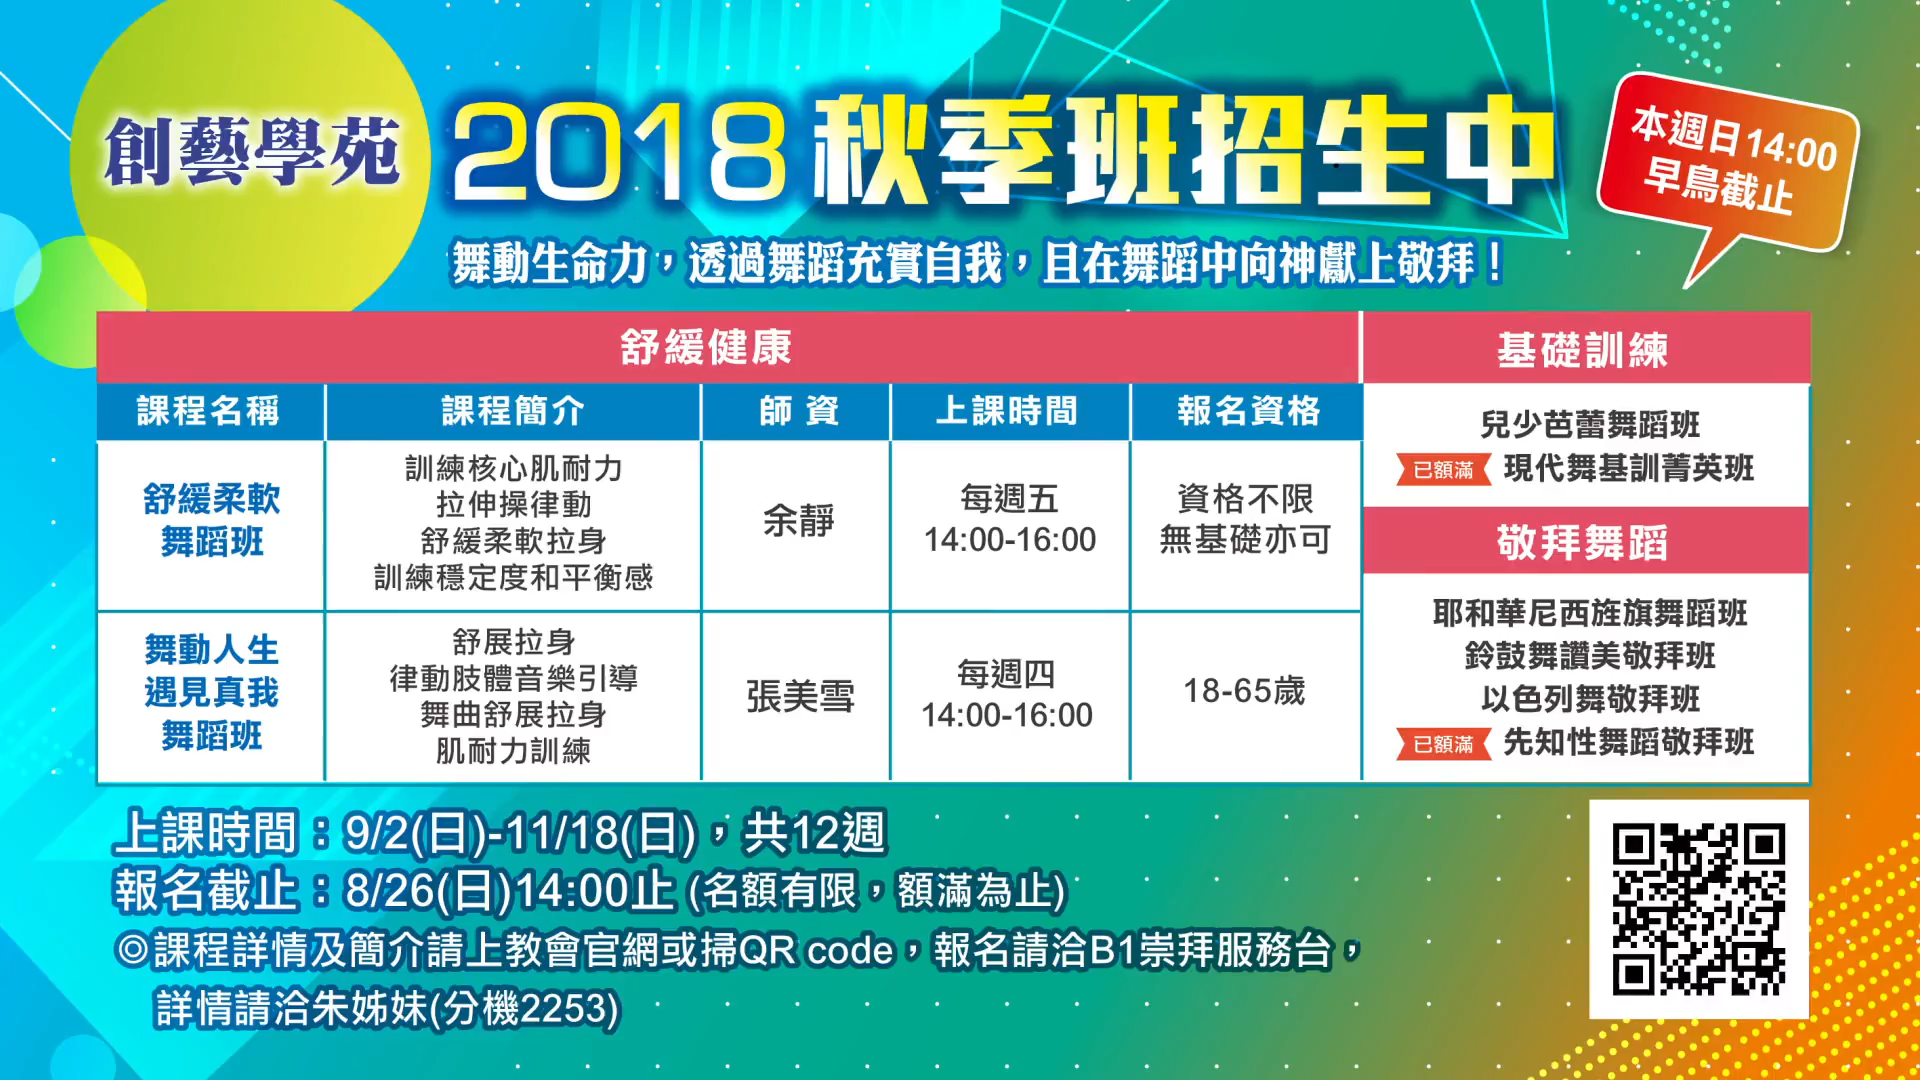 創藝學苑
2018秋季班招生中
本週日14:00
早鳥截止
舞動生命力，透過舞蹈充實自我，且在舞蹈中向神獻上敬拜！
舒緩健康
課程名稱 課程簡介 師資 上課時間 報名資格
舒緩柔軟
舞蹈班
訓練核心肌耐力
拉伸操律動
舒緩柔軟拉身
訓練穩定度和平衡感
余靜
每週五
14:00-16:00
資格不限
無基礎亦可
舞動人生
遇見真我
舞蹈班
舒展拉身
律動肢體音樂引導
舞曲舒展拉身
肌耐力訓練
張美雪
每週四
14:00-16:00
18-65歲
基礎訓練
兒少芭蕾舞蹈班
已額滿 現代舞基訓菁英班
敬拜舞蹈
耶和華尼西旌旗舞蹈班
鈴鼓舞讚美敬拜班
以色列舞敬拜班
已額滿 先知性舞蹈敬拜班
上課時間：9/2(日)-11/18(日)，共12週
報名截止：8/26(日)14:00止 (名額有限，額滿為止)
◎課程詳情及簡介請上教會官網或掃QR code，報名請洽B1崇拜服務台，
詳情請洽朱姊妹(分機2253)